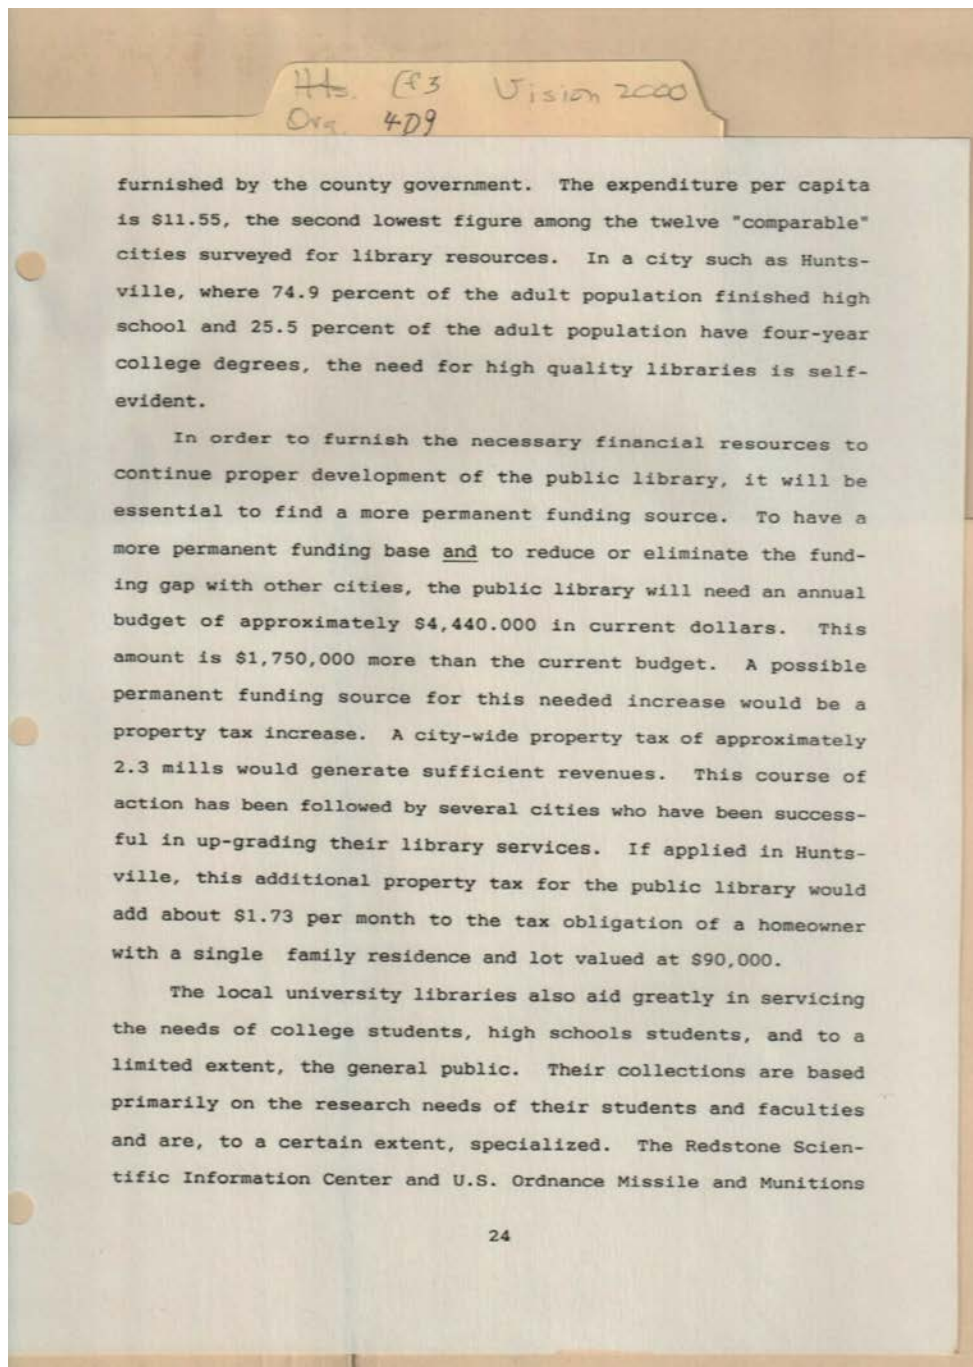 Hts. Cf3 Vision 2000
Org. 4D9
furnished by the county government. The expenditure per capita
is $11.55, the second lowest figure among the twelve "comparable"
cities surveyed for library resources. In a city such as Hunts-
ville, where 74.9 percent of the adult population finished high
school and 25.5 percent of the adult population have four-year
college degrees, the need for high quality libraries is self-
evident.
In order to furnish the necessary financial resources to
continue proper development of the public library, it will be
essential to find a more permanent funding source. To have a
more permanent funding base and to reduce or eliminate the fund-
ing gap with other cities, the public library will need an annual
budget of approximately $4,440.000 in current dollars. This
amount is $1,750,000 more than the current budget. A possible
permanent funding source for this needed increase would be a
property tax increase. A city-wide property tax of approximately
2.3 mills would generate sufficient revenues. This course of
action has been followed by several cities who have been success-
ful in up-grading their library services. If applied in Hunts-
ville, this additional property tax for the public library would
add about $1.73 per month to the tax obligation of a homeowner
with a single family residence and lot valued at $90,000.
The local university libraries also aid greatly in servicing
the needs of college students, high schools students, and to a
limited extent, the general public. Their collections are based
primarily on the research needs of their students and faculties
and are, to a certain extent, specialized. The Redstone Scien-
tific Information Center and U.S. Ordnance Missile and Munitions
24